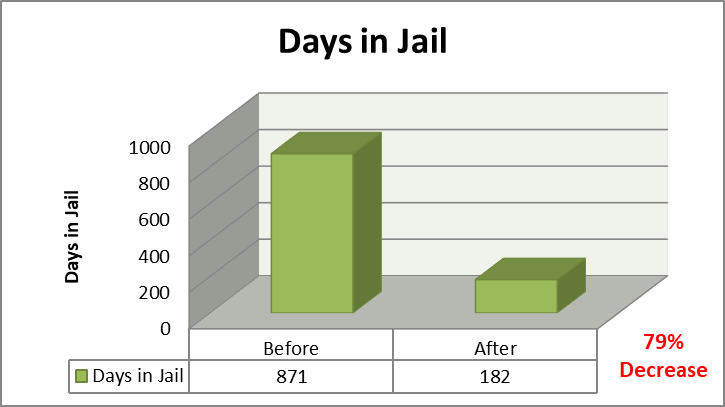 Days in Jail
Days in Jail
1000
800
600
400
200
0
Before After
Days in Jail 871 182
79%
Decrease